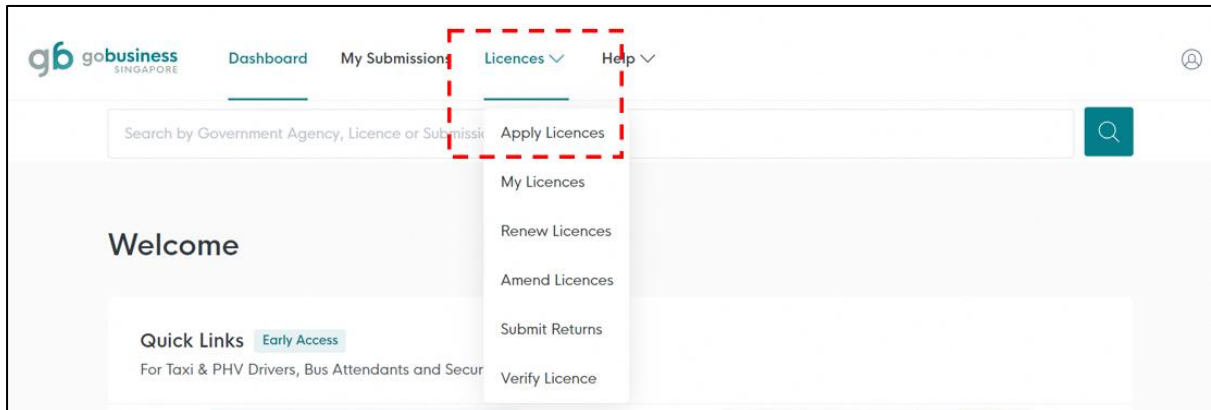 gb gobusiness SINGAPORE Dashboard My Submissions Licences Help
Search by Government Agency, Licence or Submissi
Apply Licences
My Licences
Renew Licences
Amend Licences
Submit Returns
Verify Licence
Welcome
Quick Links Early Access
For Taxi & PHV Drivers, Bus Attendants and Secur